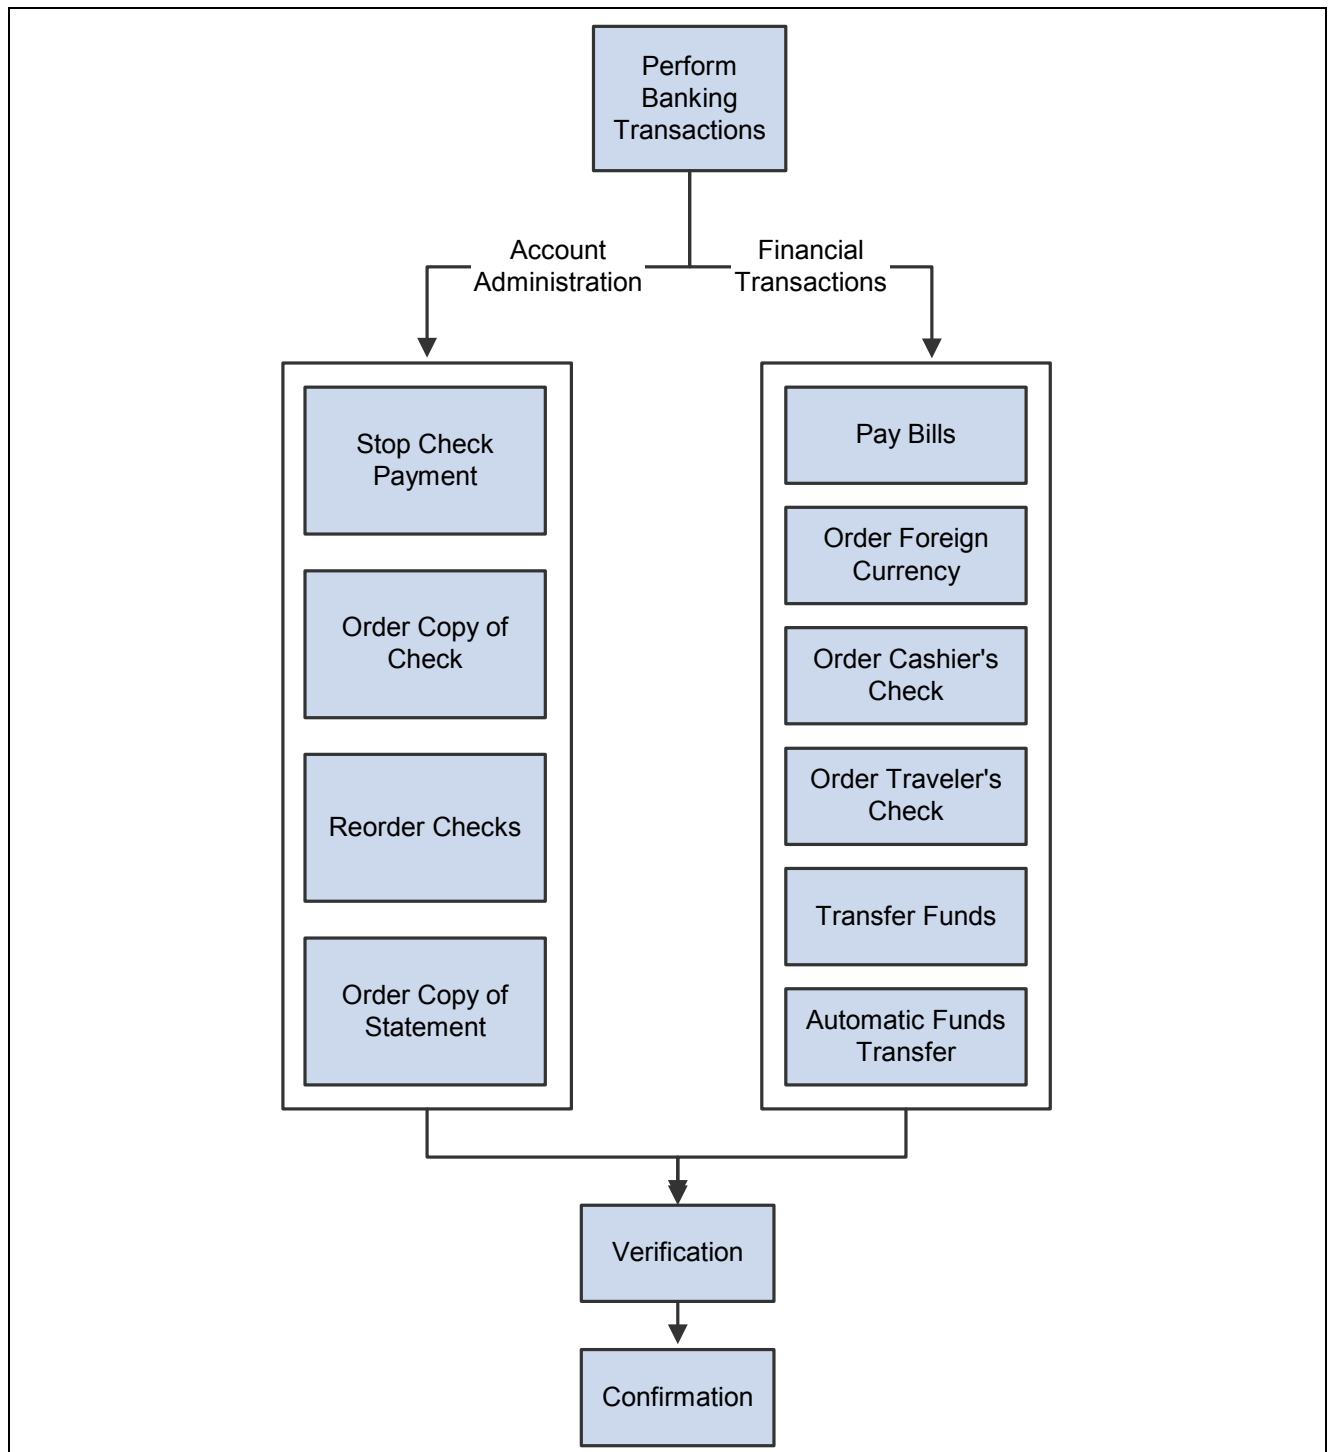 Perform
Banking
Transactions
Account
Administration
Financial
Transactions
Stop Check
Payment
Order Copy of
Check
Reorder Checks
Order Copy of
Statement
Pay Bills
Order Foreign
Currency
Order Cashier's
Check
Order Traveler's
Check
Transfer Funds
Automatic Funds
Transfer
Verification
Confirmation